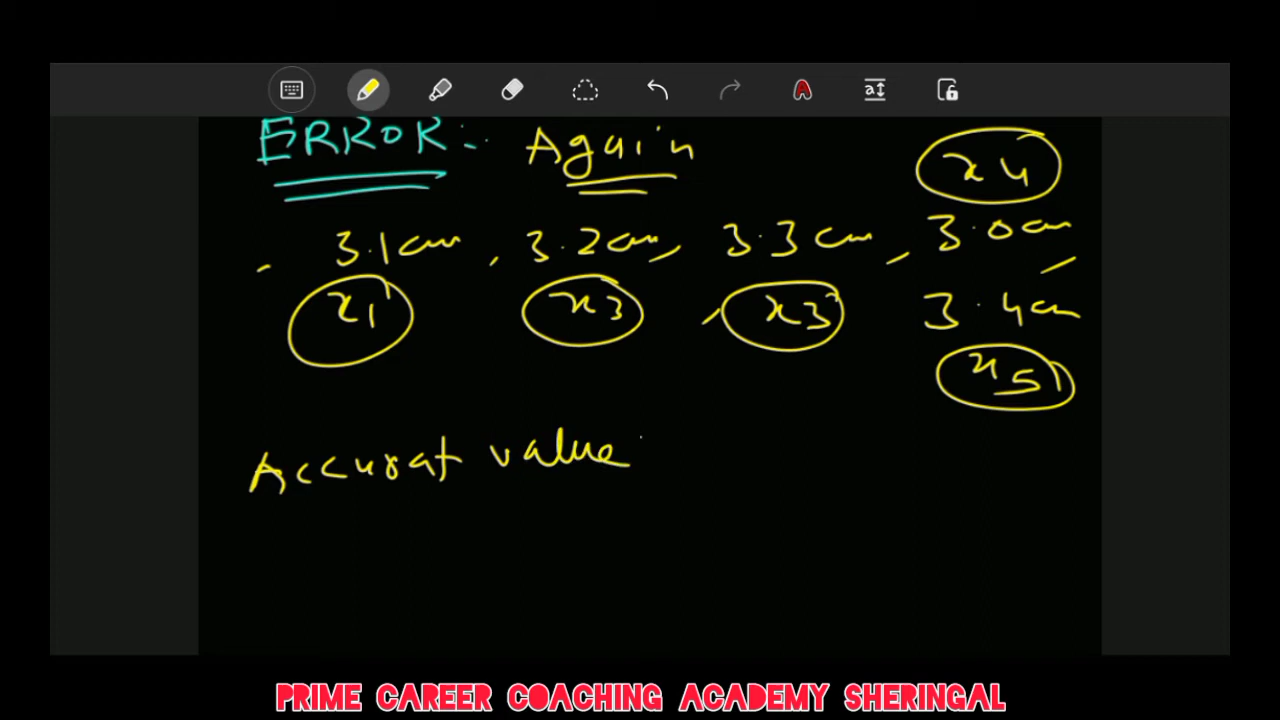 ERROR:- Again
x4
, 3.1cm , 3.2cm, 3.3cm , 3.0cm ,
x1 x3 , x3 3.4cm
x5
Accurat value
PRIME CAREER COACHING ACADEMY SHERINGAL